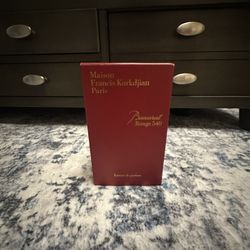 Maison
Francis Kurkdjian
Paris
Baccarat
Rouge 540
Extrait de parfum